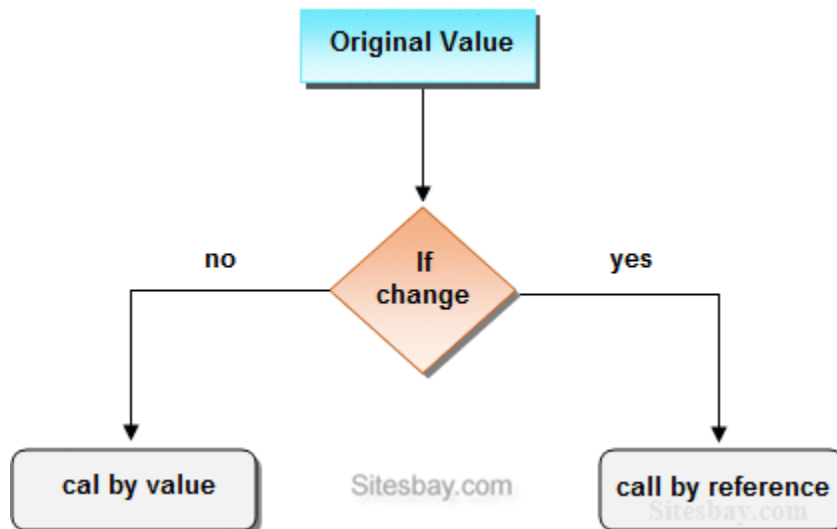 Original Value
If
change
no
yes
cal by value
call by reference
Sitesbay.com
Sitesbay.com